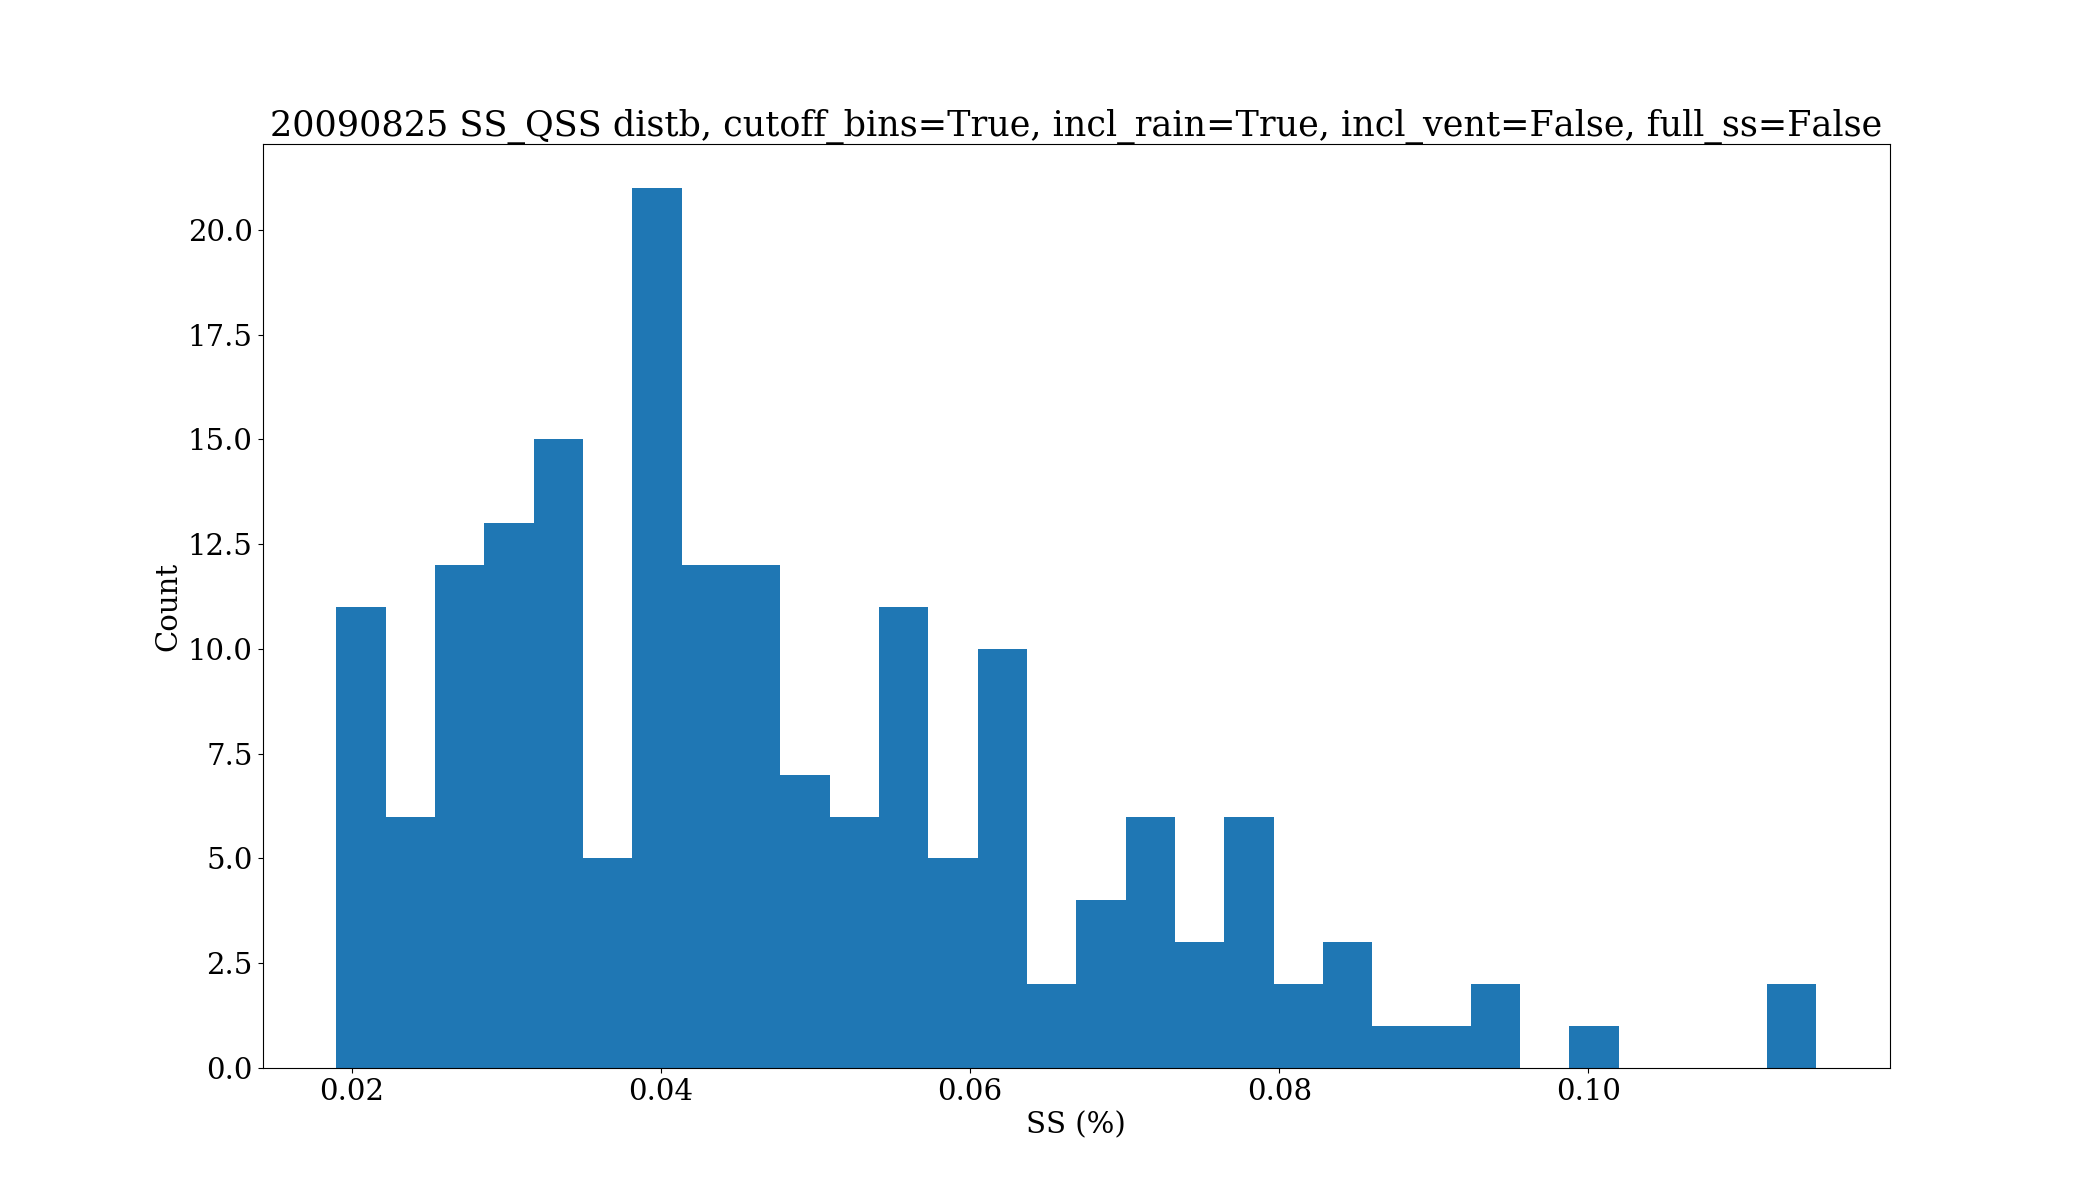 20090825 SS_QSS distb, cutoff_bins=True, incl_rain=True, incl_vent=False, full_ss=False
20.0
17.5
15.0
12.5
10.0
7.5
5.0
2.5
0.0
Count
0.02 0.04 0.06 0.08 0.10
SS (%)